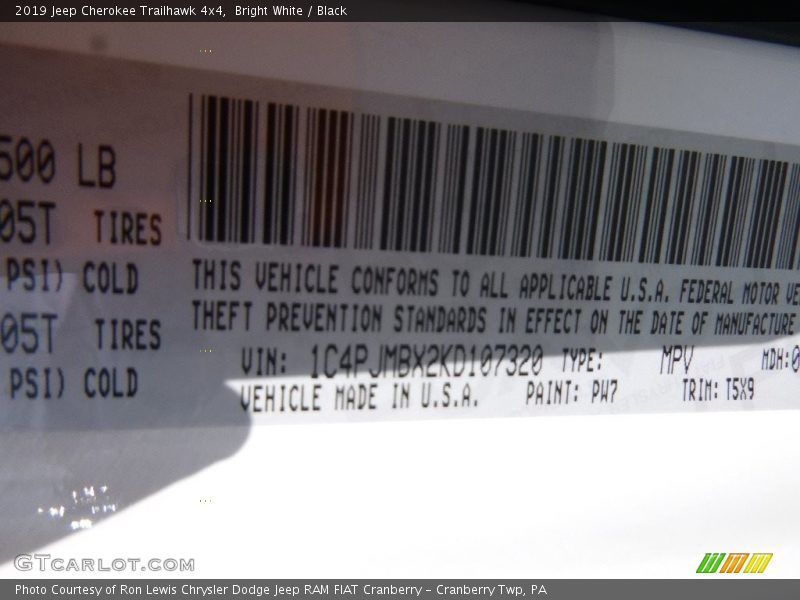 2019 Jeep Cherokee Trailhawk 4x4, Bright White / Black
500 LB
05T TIRES
PSI) COLD
05T TIRES
PSI) COLD
THIS VEHICLE CONFORMS TO ALL APPLICABLE U.S.A. FEDERAL MOTOR VE
THEFT PREVENTION STANDARDS IN EFFECT ON THE DATE OF MANUFACTURE
VIN: 1C4PJMBX2KD107320 TYPE: MPV MDH:0
VEHICLE MADE IN U.S.A. PAINT: PW7 TRIM: T5X9
GTCARLOT.COM
Photo Courtesy of Ron Lewis Chrysler Dodge Jeep RAM FIAT Cranberry – Cranberry Twp, PA